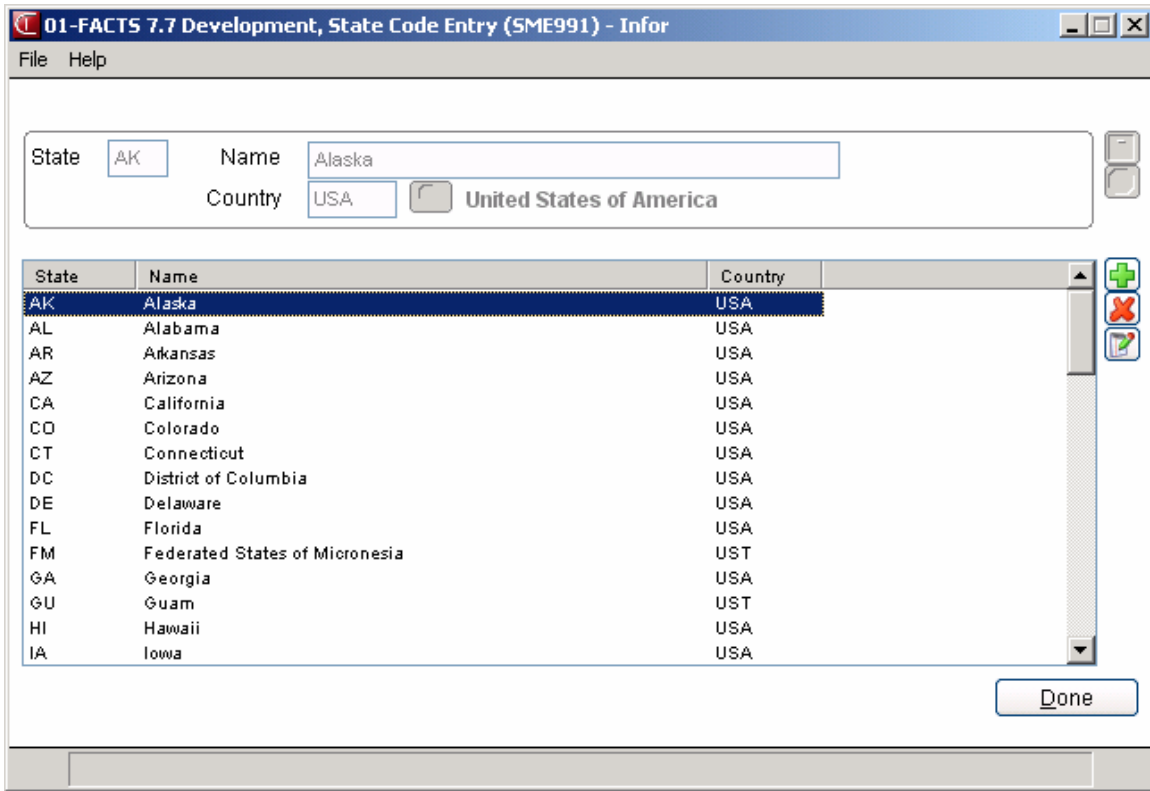 01-FACTS 7.7 Development, State Code Entry (SME991) - Infor
File Help
State AK Name Alaska
Country USA United States of America
State Name Country
AK Alaska USA
AL Alabama USA
AR Arkansas USA
AZ Arizona USA
CA California USA
CO Colorado USA
CT Connecticut USA
DC District of Columbia USA
DE Delaware USA
FL Florida USA
FM Federated States of Micronesia UST
GA Georgia USA
GU Guam UST
HI Hawaii USA
IA Iowa USA
Done